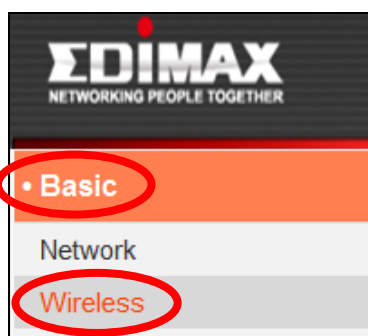 EDIMAX
NETWORKING PEOPLE TOGETHER
• Basic
Network
Wireless